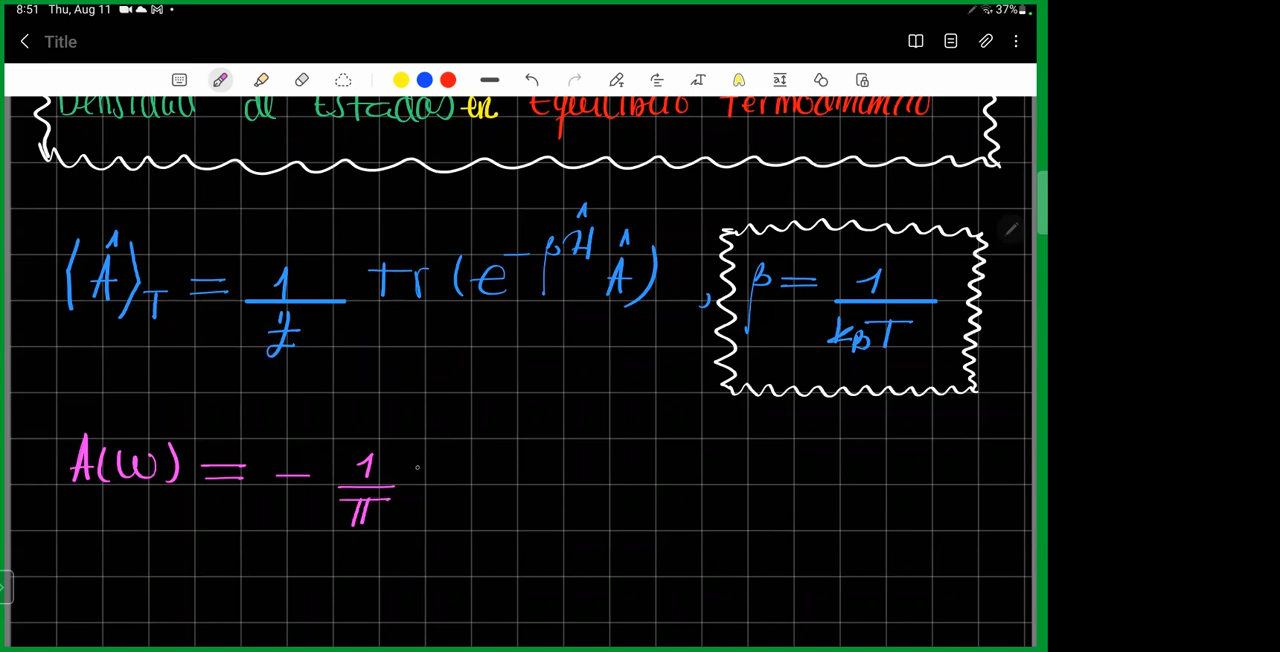 8:51 Thu, Aug 11
37%
Title
Densidad de Estados en Equilibrio Termodinámico
⟨Â⟩_T = 1/Z tr(e^{-βĤ} Â) , β = 1/(k_B T)
A(ω) = - 1/π